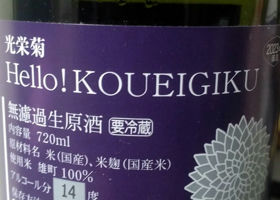 光栄菊
Hello! KOUEIGIKU
無濾過生原酒 要冷蔵
内容量 720ml
原材料名 米(国産)、米麹(国産米)
使用米 雄町 100%
アルコール分 14 度
2023